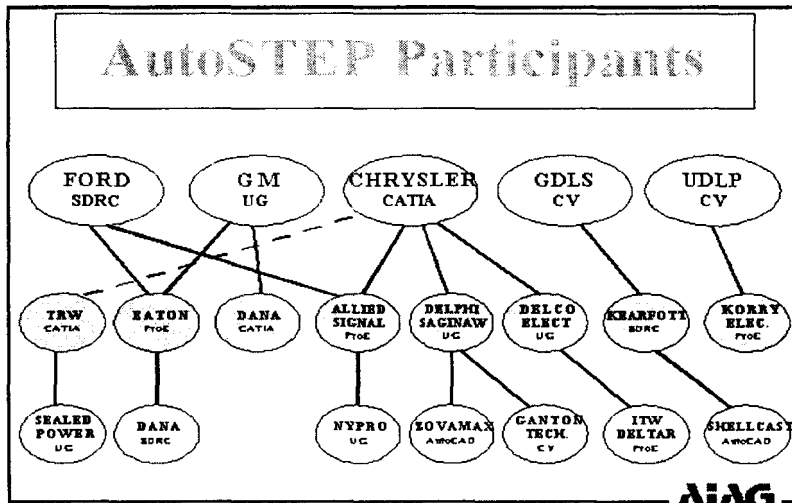 AutoSTEP Participants
FORD
SDRC
GM
UG
CHRYSLER
CATIA
GDLS
CV
UDLP
CV
TRW
CATIA
EATON
ProE
DANA
CATIA
ALLIED
SIGNAL
ProE
DELPHI
SAGINAW
UG
DELCO
ELECT
UG
KEARFOTT
SDRC
KORRY
ELEC.
ProE
SEALED
POWER
UG
DANA
SDRC
NYPRO
UG
NOVAMAX
AutoCAD
GANTON
TECH.
CV
ITW
DELTAR
ProE
SHELLCAST
AutoCAD
AIAG